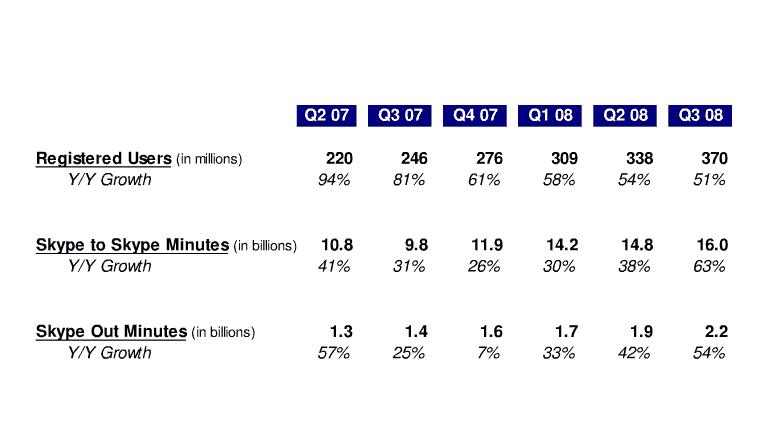 Q2 07 Q3 07 Q4 07 Q1 08 Q2 08 Q3 08
Registered Users (in millions) 220 246 276 309 338 370
Y/Y Growth 94% 81% 61% 58% 54% 51%
Skype to Skype Minutes (in billions) 10.8 9.8 11.9 14.2 14.8 16.0
Y/Y Growth 41% 31% 26% 30% 38% 63%
Skype Out Minutes (in billions) 1.3 1.4 1.6 1.7 1.9 2.2
Y/Y Growth 57% 25% 7% 33% 42% 54%